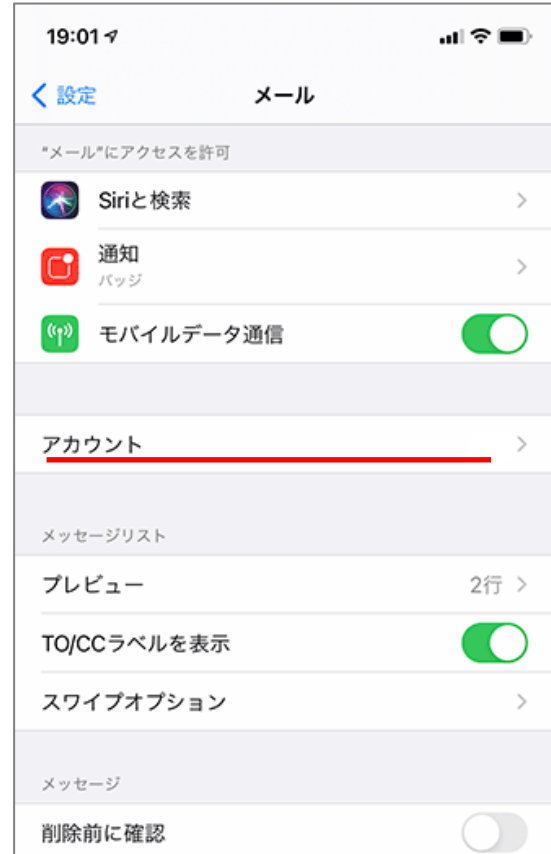 19:01
設定
メール
"メール"にアクセスを許可
Siriと検索
通知
バッジ
モバイルデータ通信
アカウント
メッセージリスト
プレビュー 2行
TO/CCラベルを表示
スワイプオプション
メッセージ
削除前に確認